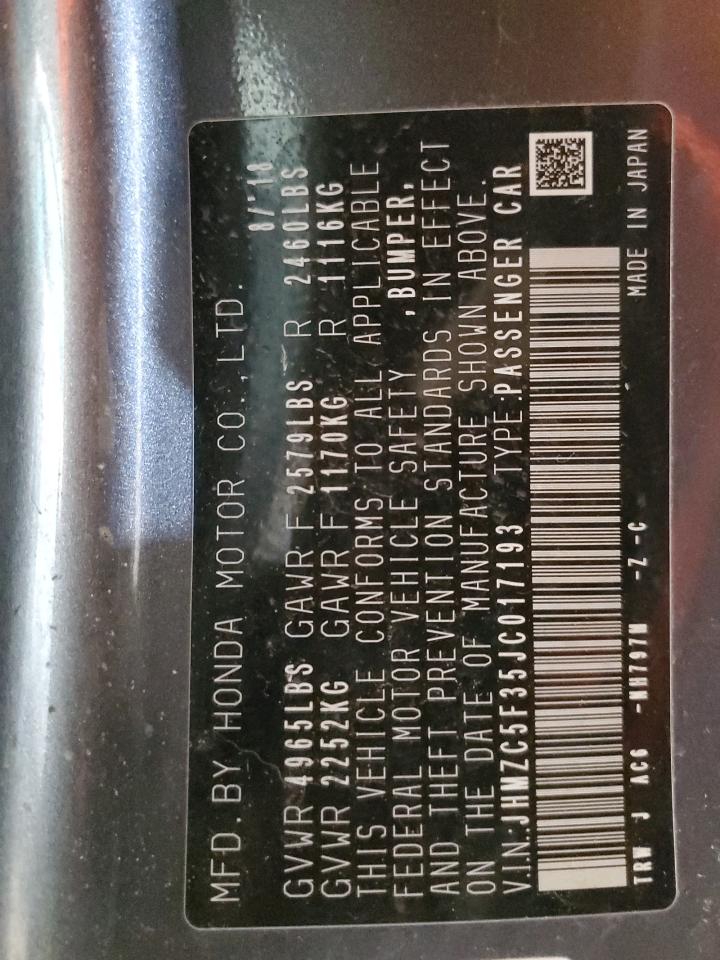 MFD. BY HONDA MOTOR CO., LTD.
8/'18
GVWR 4965LBS GAWR F 2579LBS R 2460LBS
GVWR 2252KG GAWR F 1170KG R 1116KG
THIS VEHICLE CONFORMS TO ALL APPLICABLE
FEDERAL MOTOR VEHICLE SAFETY ,BUMPER,
AND THEFT PREVENTION STANDARDS IN EFFECT
ON THE DATE OF MANUFACTURE SHOWN ABOVE.
V.I.N:JHMZC5F35JC017193 TYPE:PASSENGER CAR
TRW J AC6 -NH797M -Z -C MADE IN JAPAN